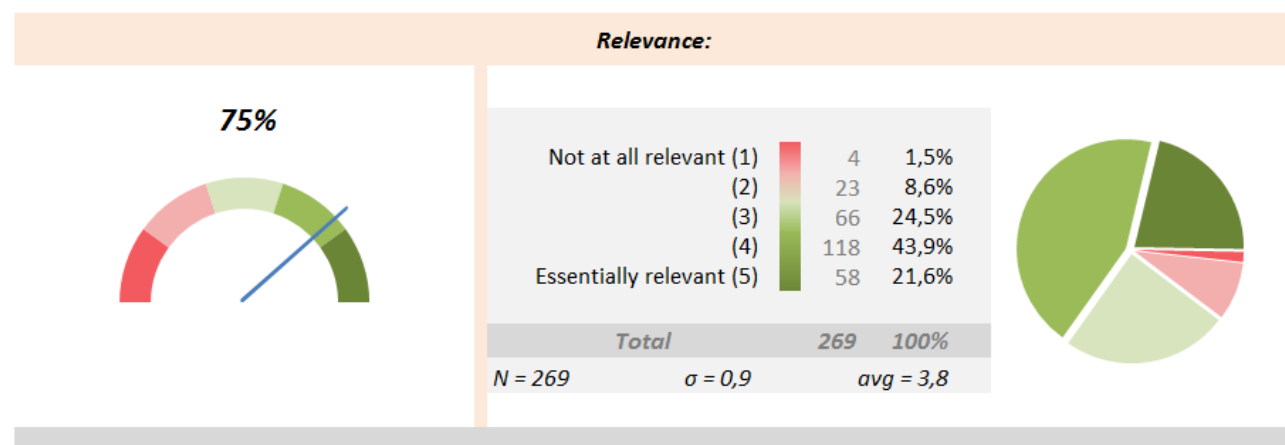 Relevance:
75%
Not at all relevant (1) 4 1,5%
(2) 23 8,6%
(3) 66 24,5%
(4) 118 43,9%
Essentially relevant (5) 58 21,6%
Total 269 100%
N = 269 σ = 0,9 avg = 3,8